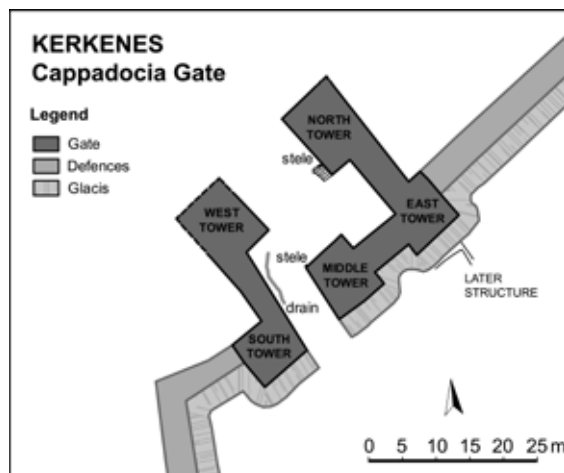 KERKENES
Cappadocia Gate
Legend
Gate
Defences
Glacis
NORTH
TOWER
stele
WEST
TOWER
EAST
TOWER
stele
MIDDLE
TOWER
LATER
STRUCTURE
drain
SOUTH
TOWER
0 5 10 15 20 25 m